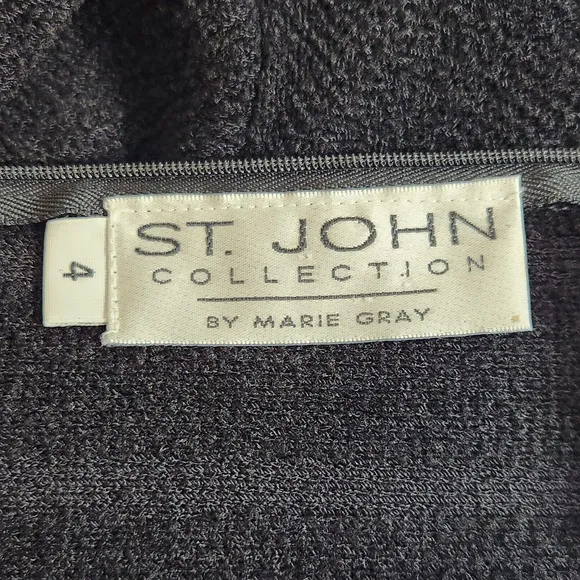 ST. JOHN
COLLECTION
BY MARIE GRAY
4